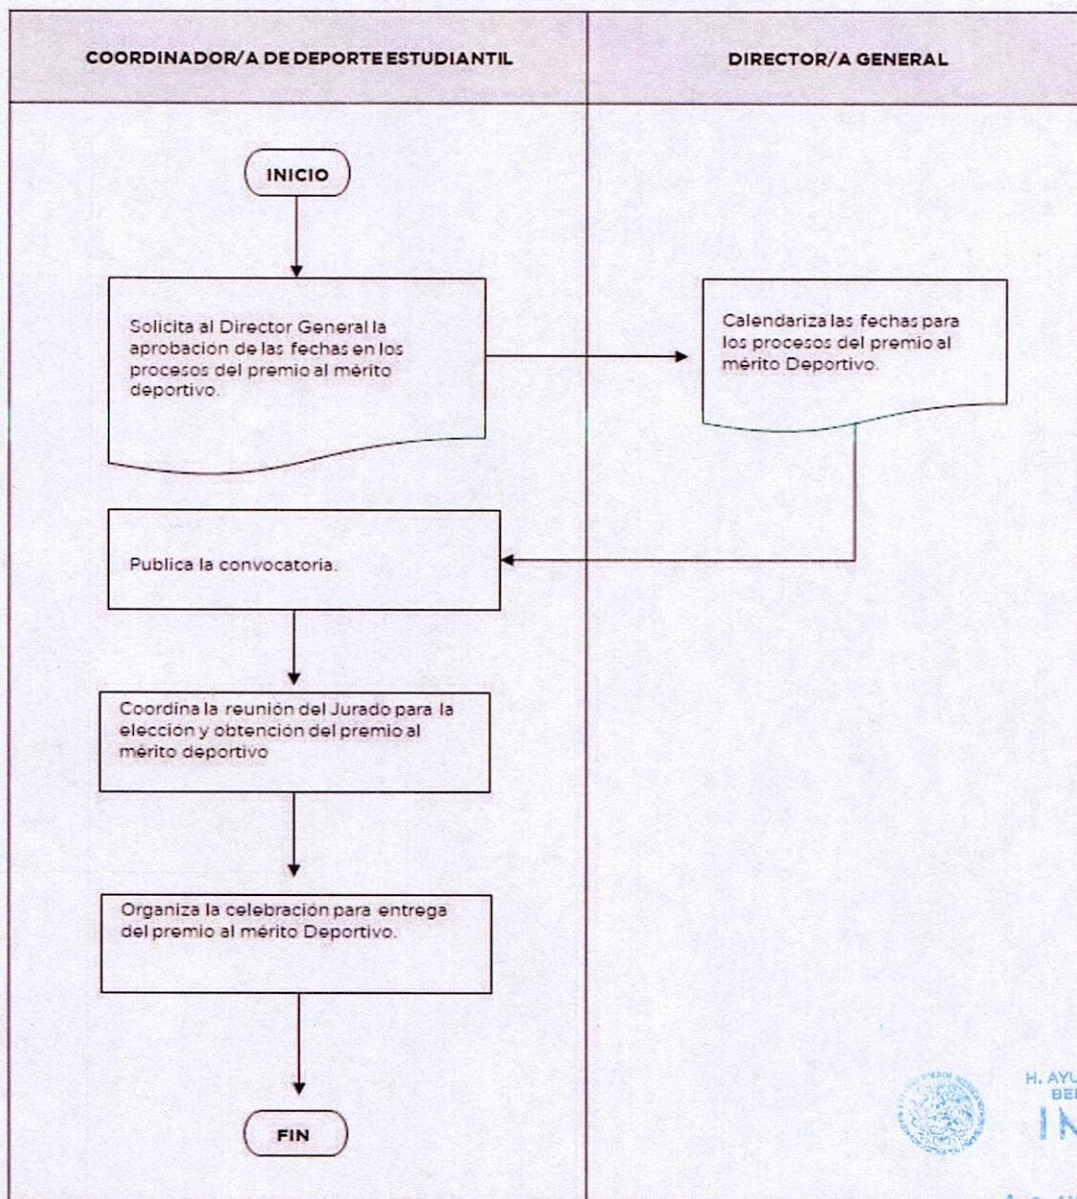 COORDINADOR/A DE DEPORTE ESTUDIANTIL
DIRECTOR/A GENERAL
INICIO
Solicita al Director General la
aprobación de las fechas en los
procesos del premio al mérito
deportivo.
Calendariza las fechas para
los procesos del premio al
mérito Deportivo.
Publica la convocatoria.
Coordina la reunión del Jurado para la
elección y obtención del premio al
mérito deportivo
Organiza la celebración para entrega
del premio al mérito Deportivo.
FIN
H. AYU
BE
IN